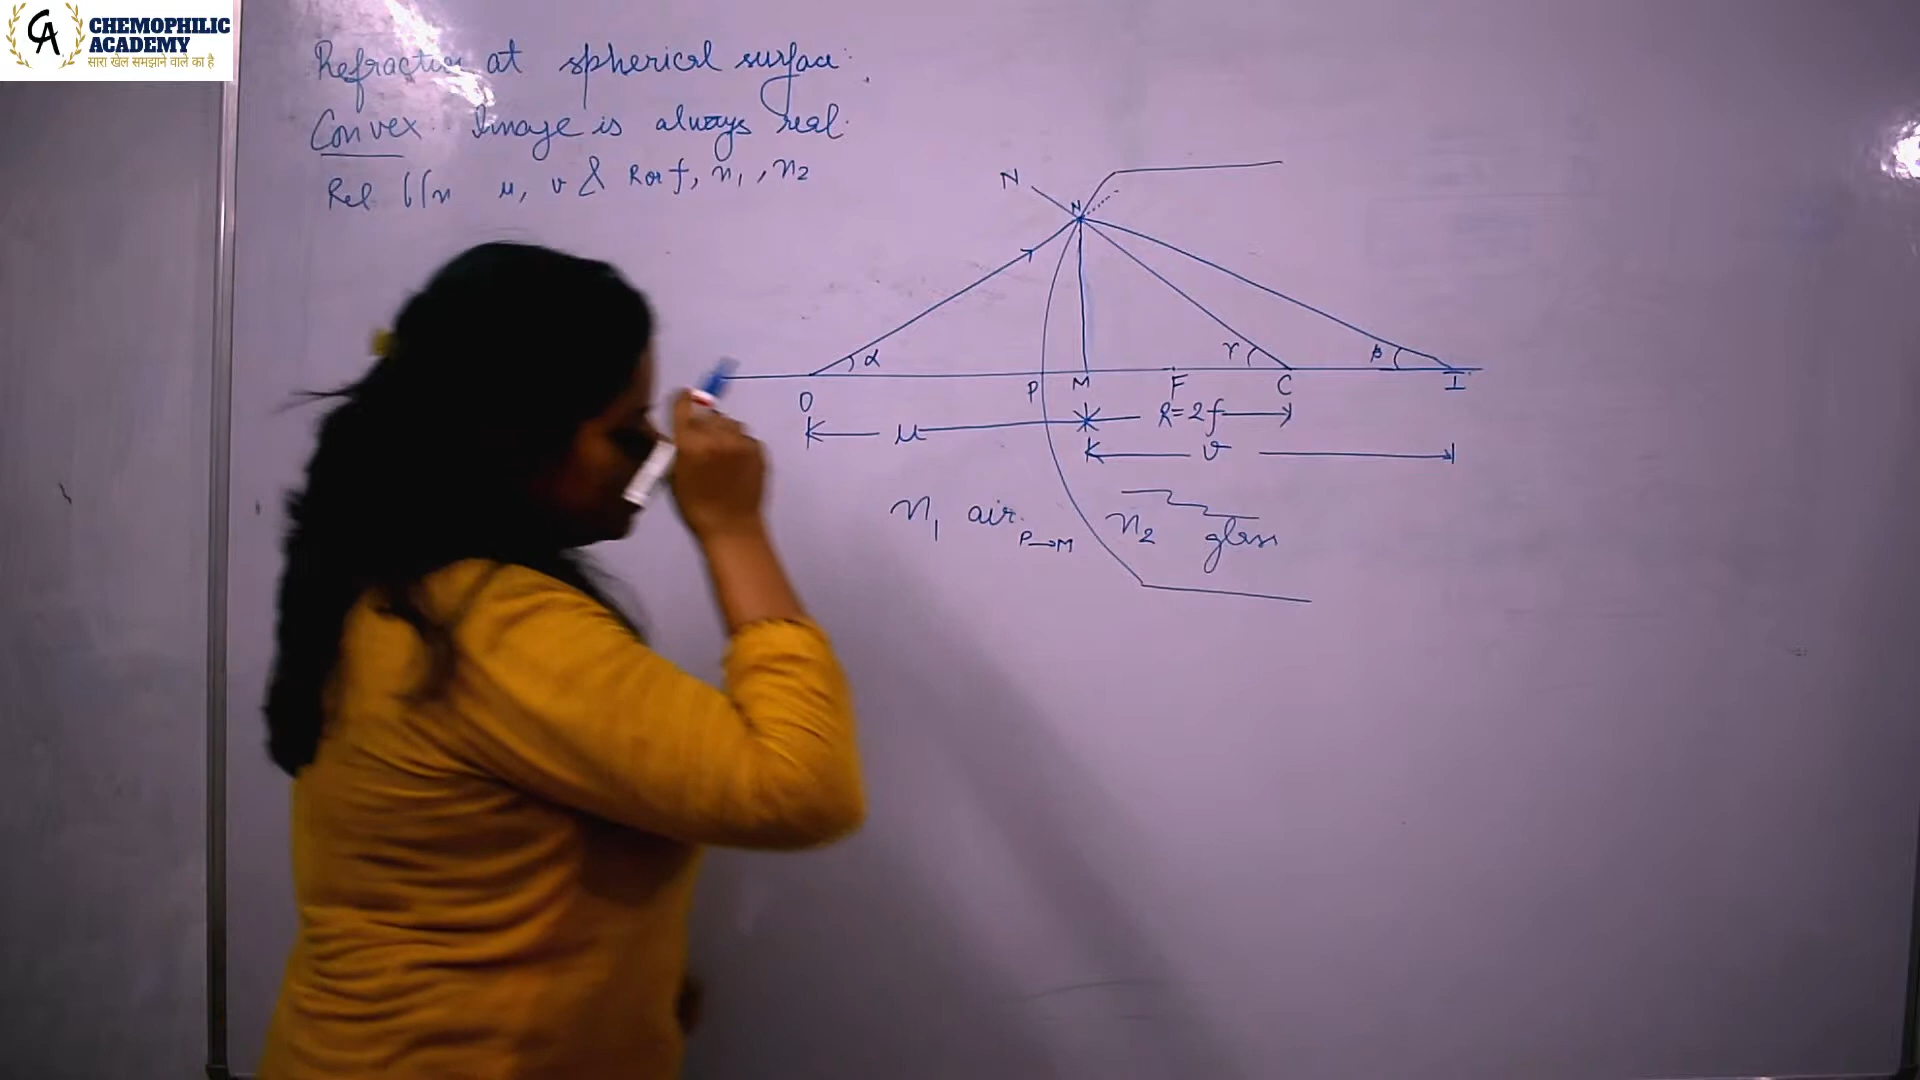 CHEMOPHILIC
ACADEMY
सारा खेल समझाने वाले का है
CA
Refraction at spherical surface
Convex. Image is always real.
Rel b/n u, v & R or f, n₁, n₂
N
N
α
γ
β
O P M F C I
R=2f
u
v
n₁ air
n₂ glass
P→M